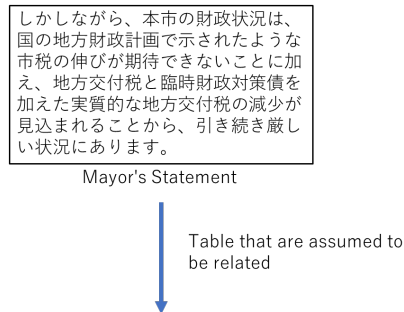 しかしながら、本市の財政状況は、
国の地方財政計画で示されたような
市税の伸びが期待できないことに加
え、地方交付税と臨時財政対策債を
加えた実質的な地方交付税の減少が
見込まれることから、引き続き厳し
い状況にあります。
Mayor's Statement
Table that are assumed to
be related